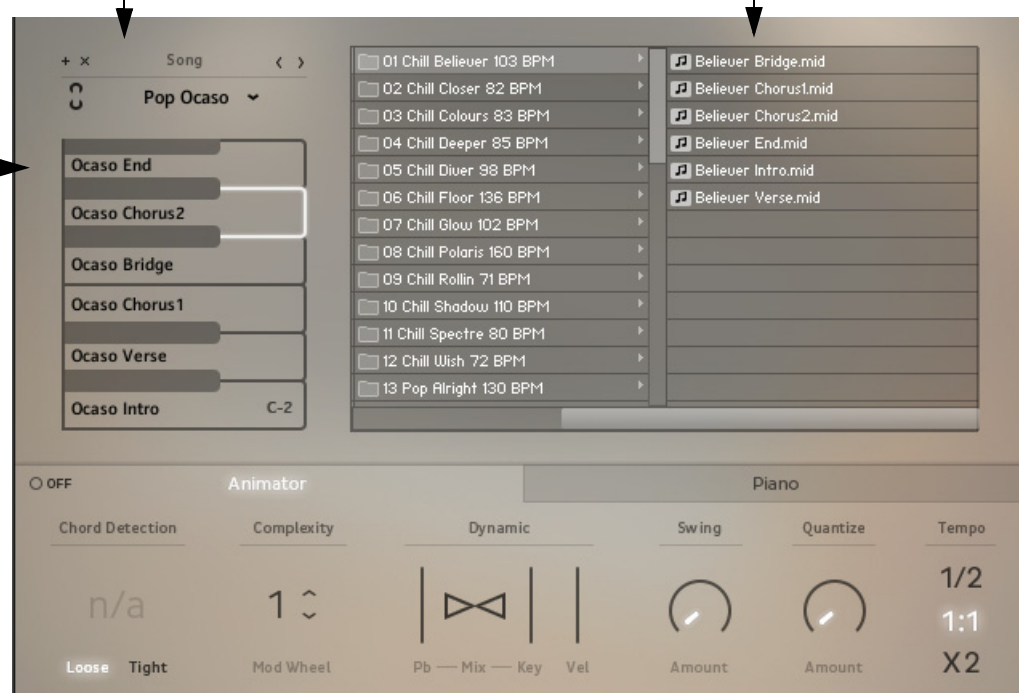 + × Song < >
Pop Ocaso
Ocaso End
Ocaso Chorus2
Ocaso Bridge
Ocaso Chorus1
Ocaso Verse
Ocaso Intro C-2
01 Chill Believer 103 BPM
02 Chill Closer 82 BPM
03 Chill Colours 83 BPM
04 Chill Deeper 85 BPM
05 Chill Diver 98 BPM
06 Chill Floor 136 BPM
07 Chill Glow 102 BPM
08 Chill Polaris 160 BPM
09 Chill Rollin 71 BPM
10 Chill Shadow 110 BPM
11 Chill Spectre 80 BPM
12 Chill Wish 72 BPM
13 Pop Alright 130 BPM
Believer Bridge.mid
Believer Chorus1.mid
Believer Chorus2.mid
Believer End.mid
Believer Intro.mid
Believer Verse.mid
OFF Animator Piano
Chord Detection Complexity Dynamic Swing Quantize Tempo
n/a 1 1/2
1:1
X2
Loose Tight Mod Wheel Pb — Mix — Key Vel Amount Amount